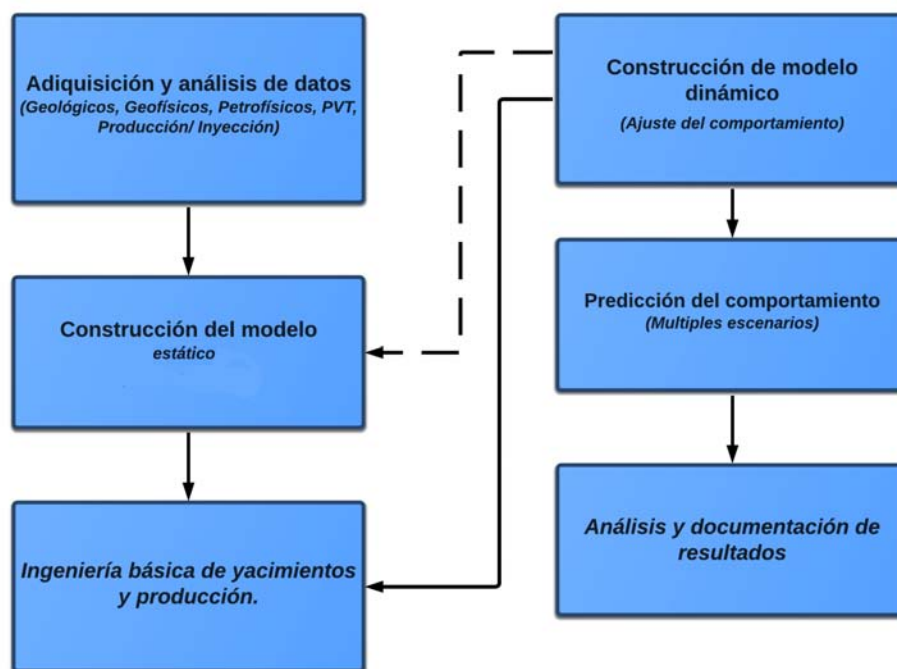 Adiquisición y análisis de datos
(Geológicos, Geofísicos, Petrofísicos, PVT,
Producción/ Inyección)
Construcción del modelo
estático
Ingeniería básica de yacimientos
y producción.
Construcción de modelo
dinámico
(Ajuste del comportamiento)
Predicción del comportamiento
(Multiples escenarios)
Análisis y documentación de
resultados